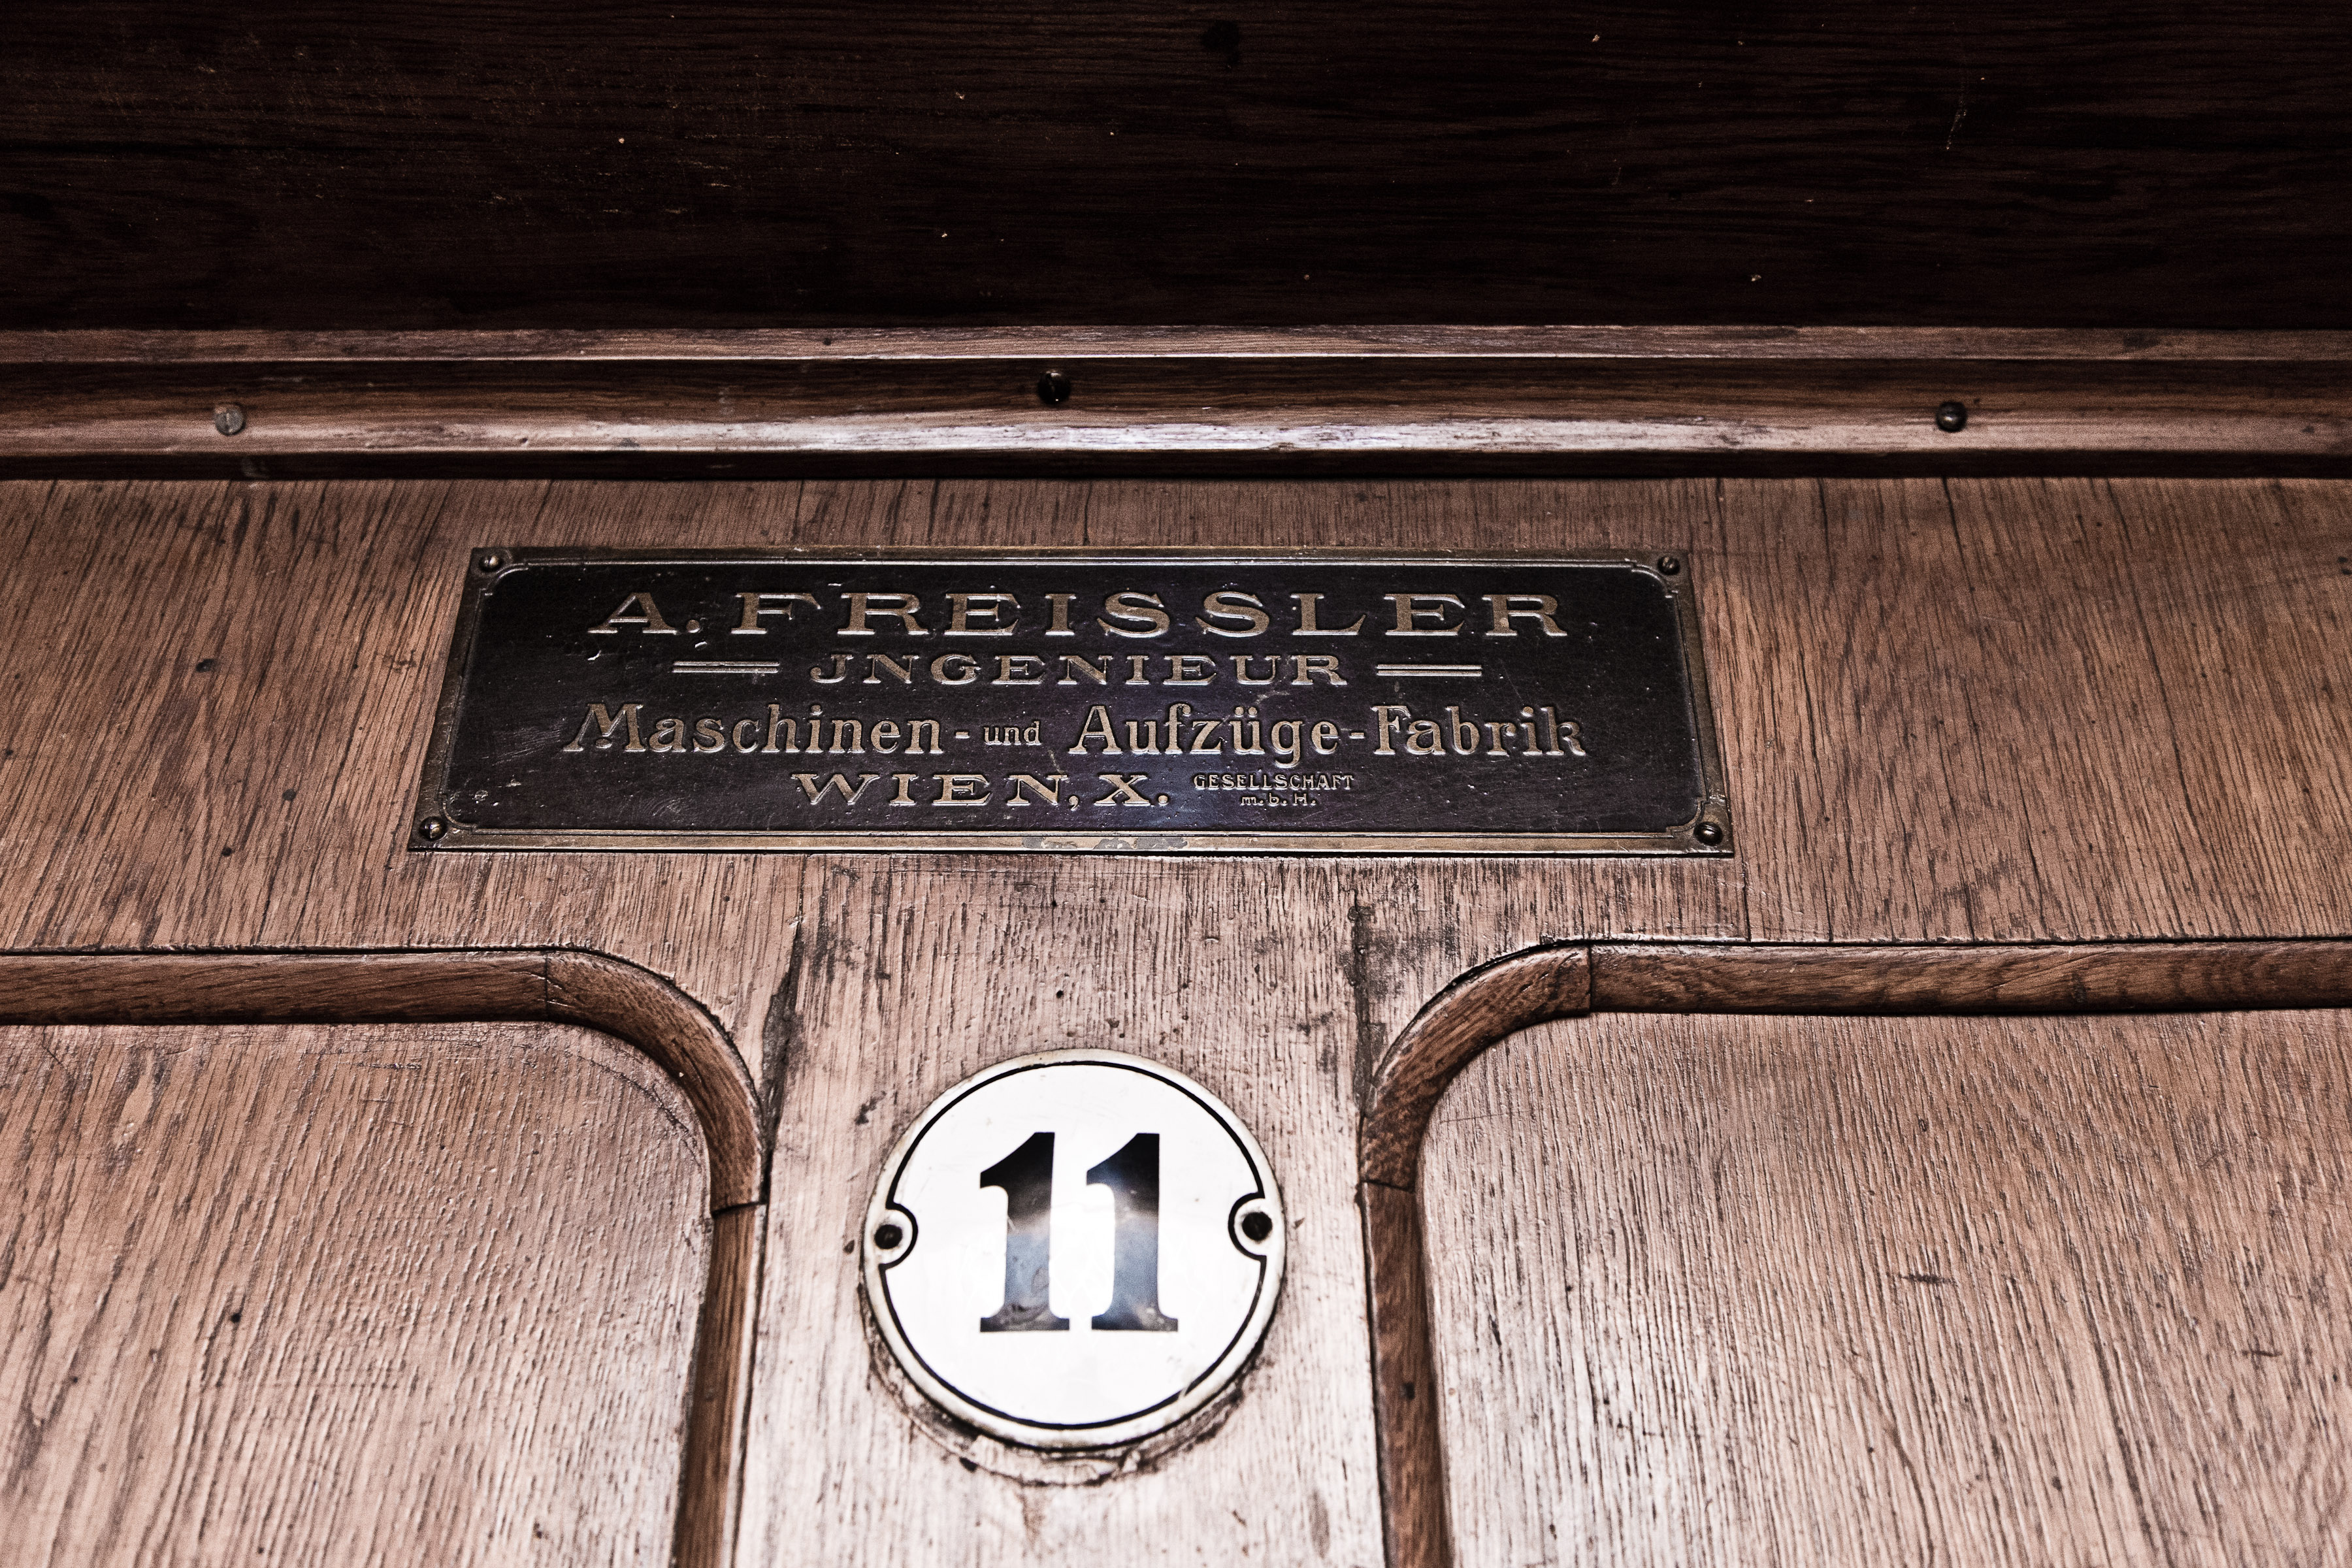 A. FREISSLER
JNGENIEUR
Maschinen- und Aufzüge-Fabrik
WIEN, X. GESELLSCHAFT
m. b. H.
11